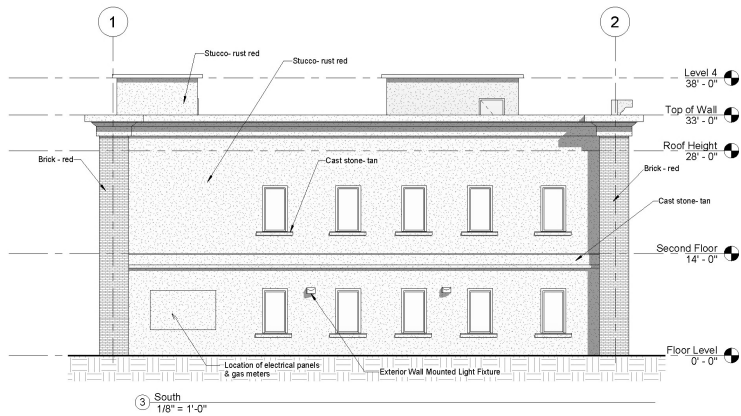 1
2
Stucco- rust red
Stucco- rust red
Level 4
38' - 0"
Top of Wall
33' - 0"
Roof Height
28' - 0"
Brick - red
Cast stone- tan
Brick - red
Cast stone- tan
Second Floor
14' - 0"
Floor Level
0' - 0"
Location of electrical panels
& gas meters
Exterior Wall Mounted Light Fixture
3 South
1/8" = 1'-0"